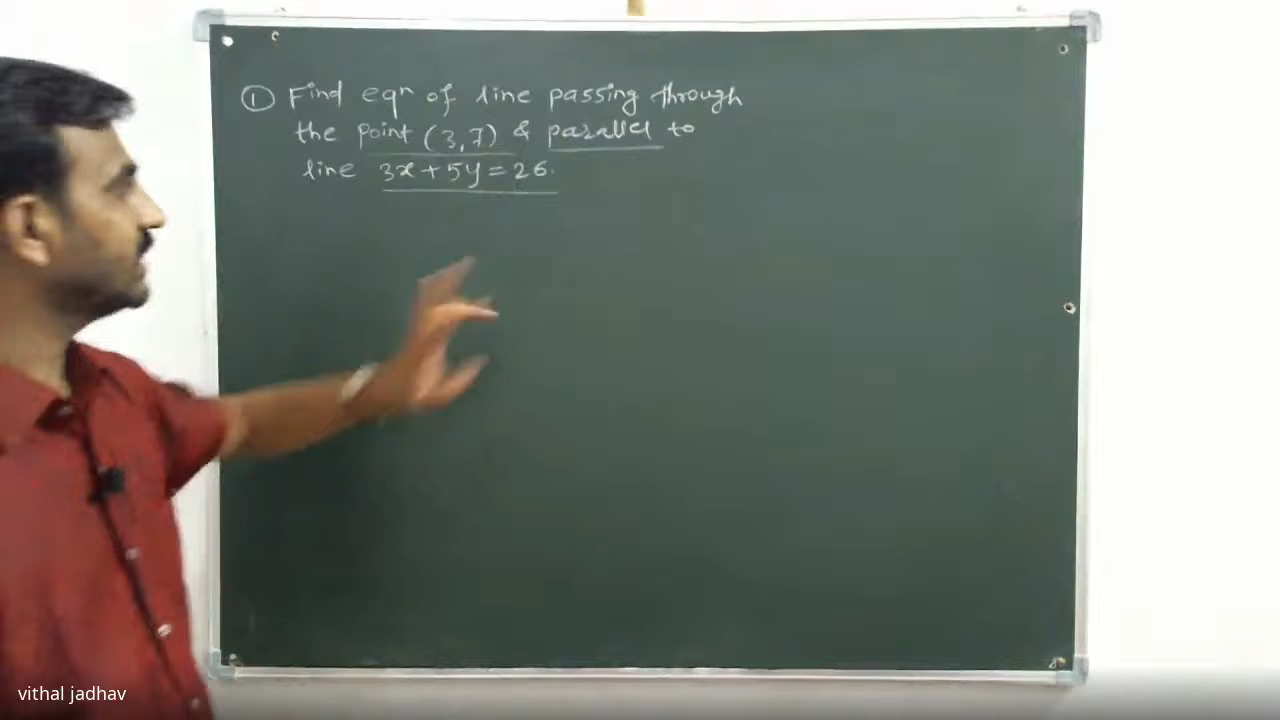 ① Find eqn of line passing through
the point (3,7) & parallel to
line 3x+5y=26.
vithal jadhav